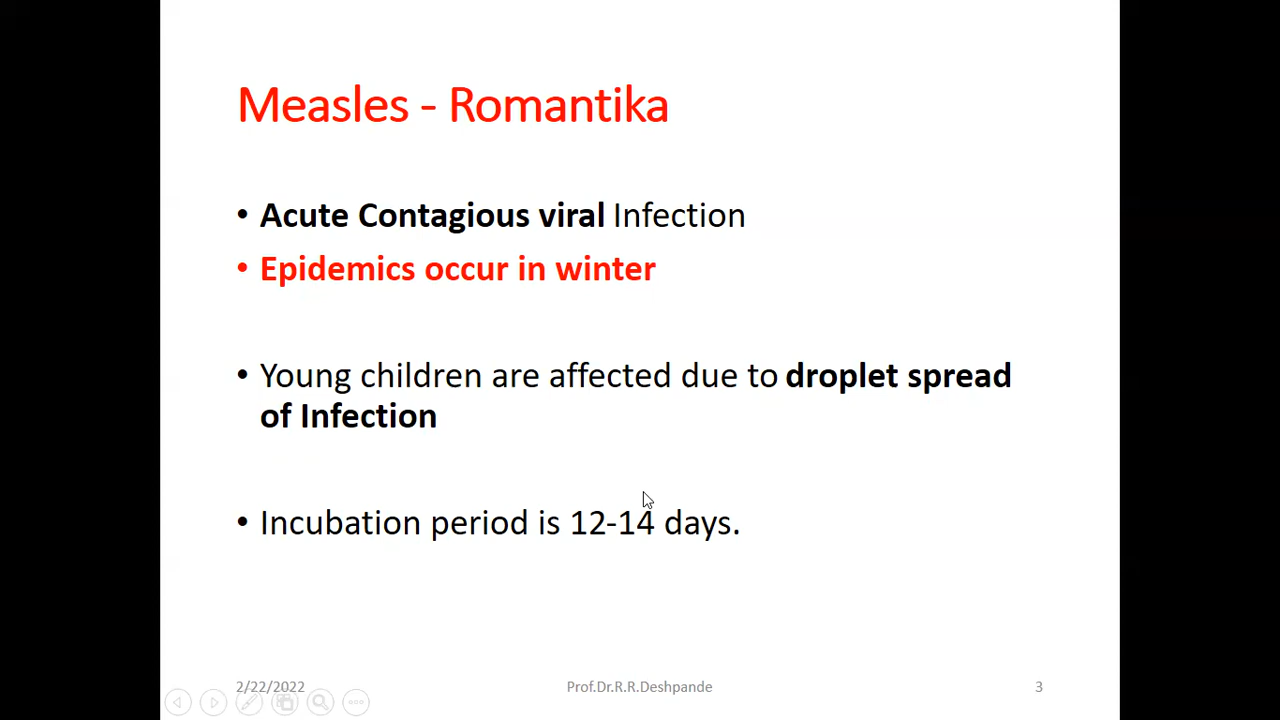 Measles - Romantika
• Acute Contagious viral Infection
• Epidemics occur in winter
• Young children are affected due to droplet spread
of Infection
• Incubation period is 12-14 days.
2/22/2022
Prof.Dr.R.R.Deshpande
3